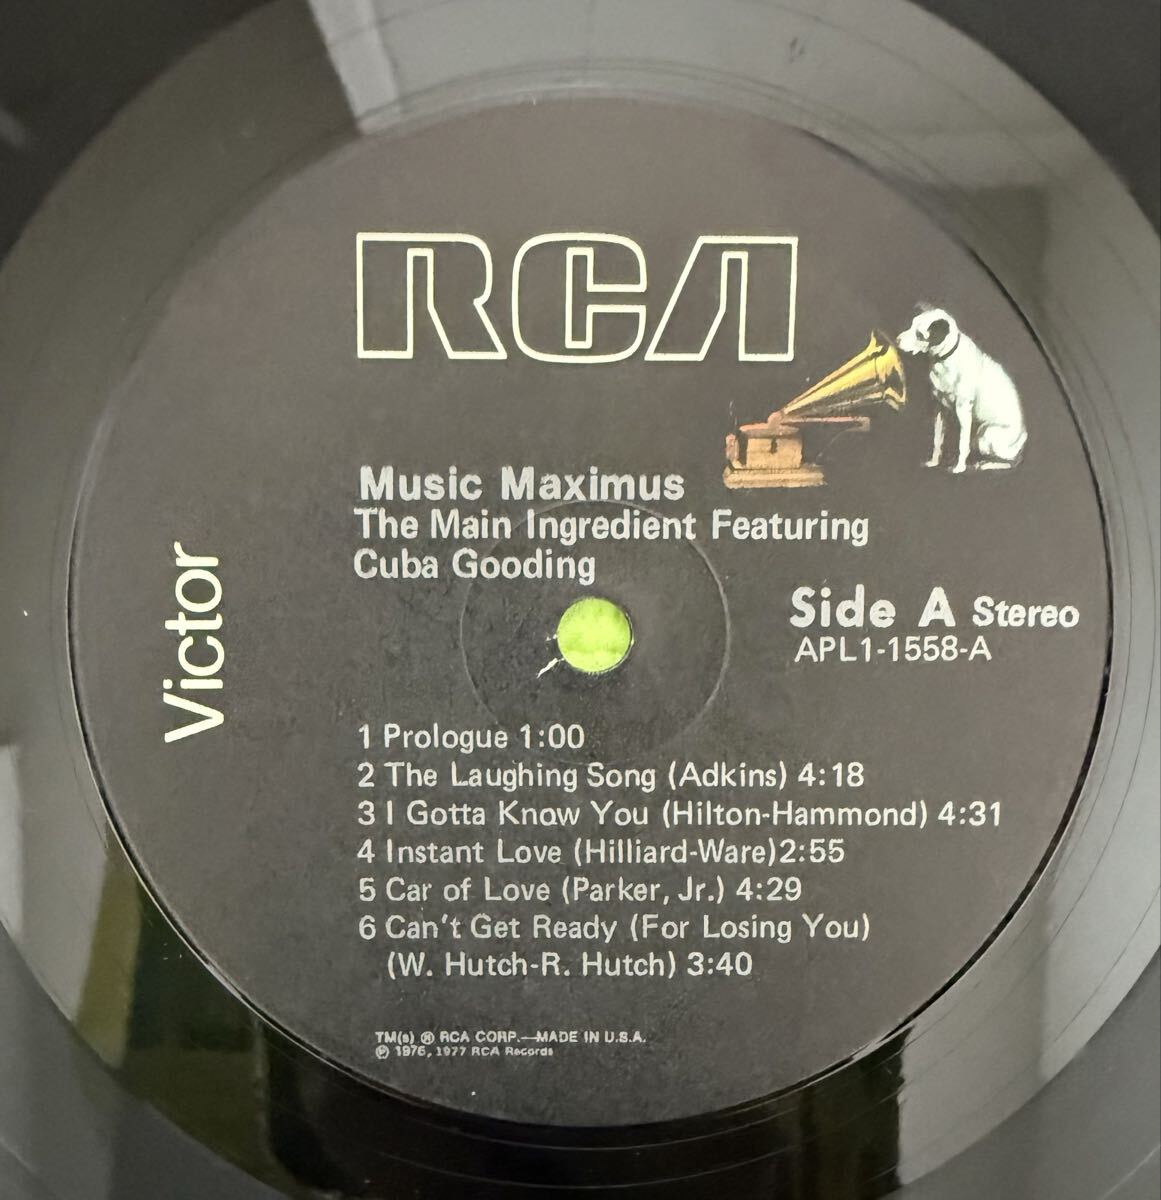 RCA
Music Maximus
The Main Ingredient Featuring
Cuba Gooding
Victor
Side A Stereo
APL1-1558-A
1 Prologue 1:00
2 The Laughing Song (Adkins) 4:18
3 I Gotta Know You (Hilton-Hammond) 4:31
4 Instant Love (Hilliard-Ware)2:55
5 Car of Love (Parker, Jr.) 4:29
6 Can't Get Ready (For Losing You)
(W. Hutch-R. Hutch) 3:40
TM(s) ® RCA CORP.—MADE IN U.S.A.
℗ 1976, 1977 RCA Records